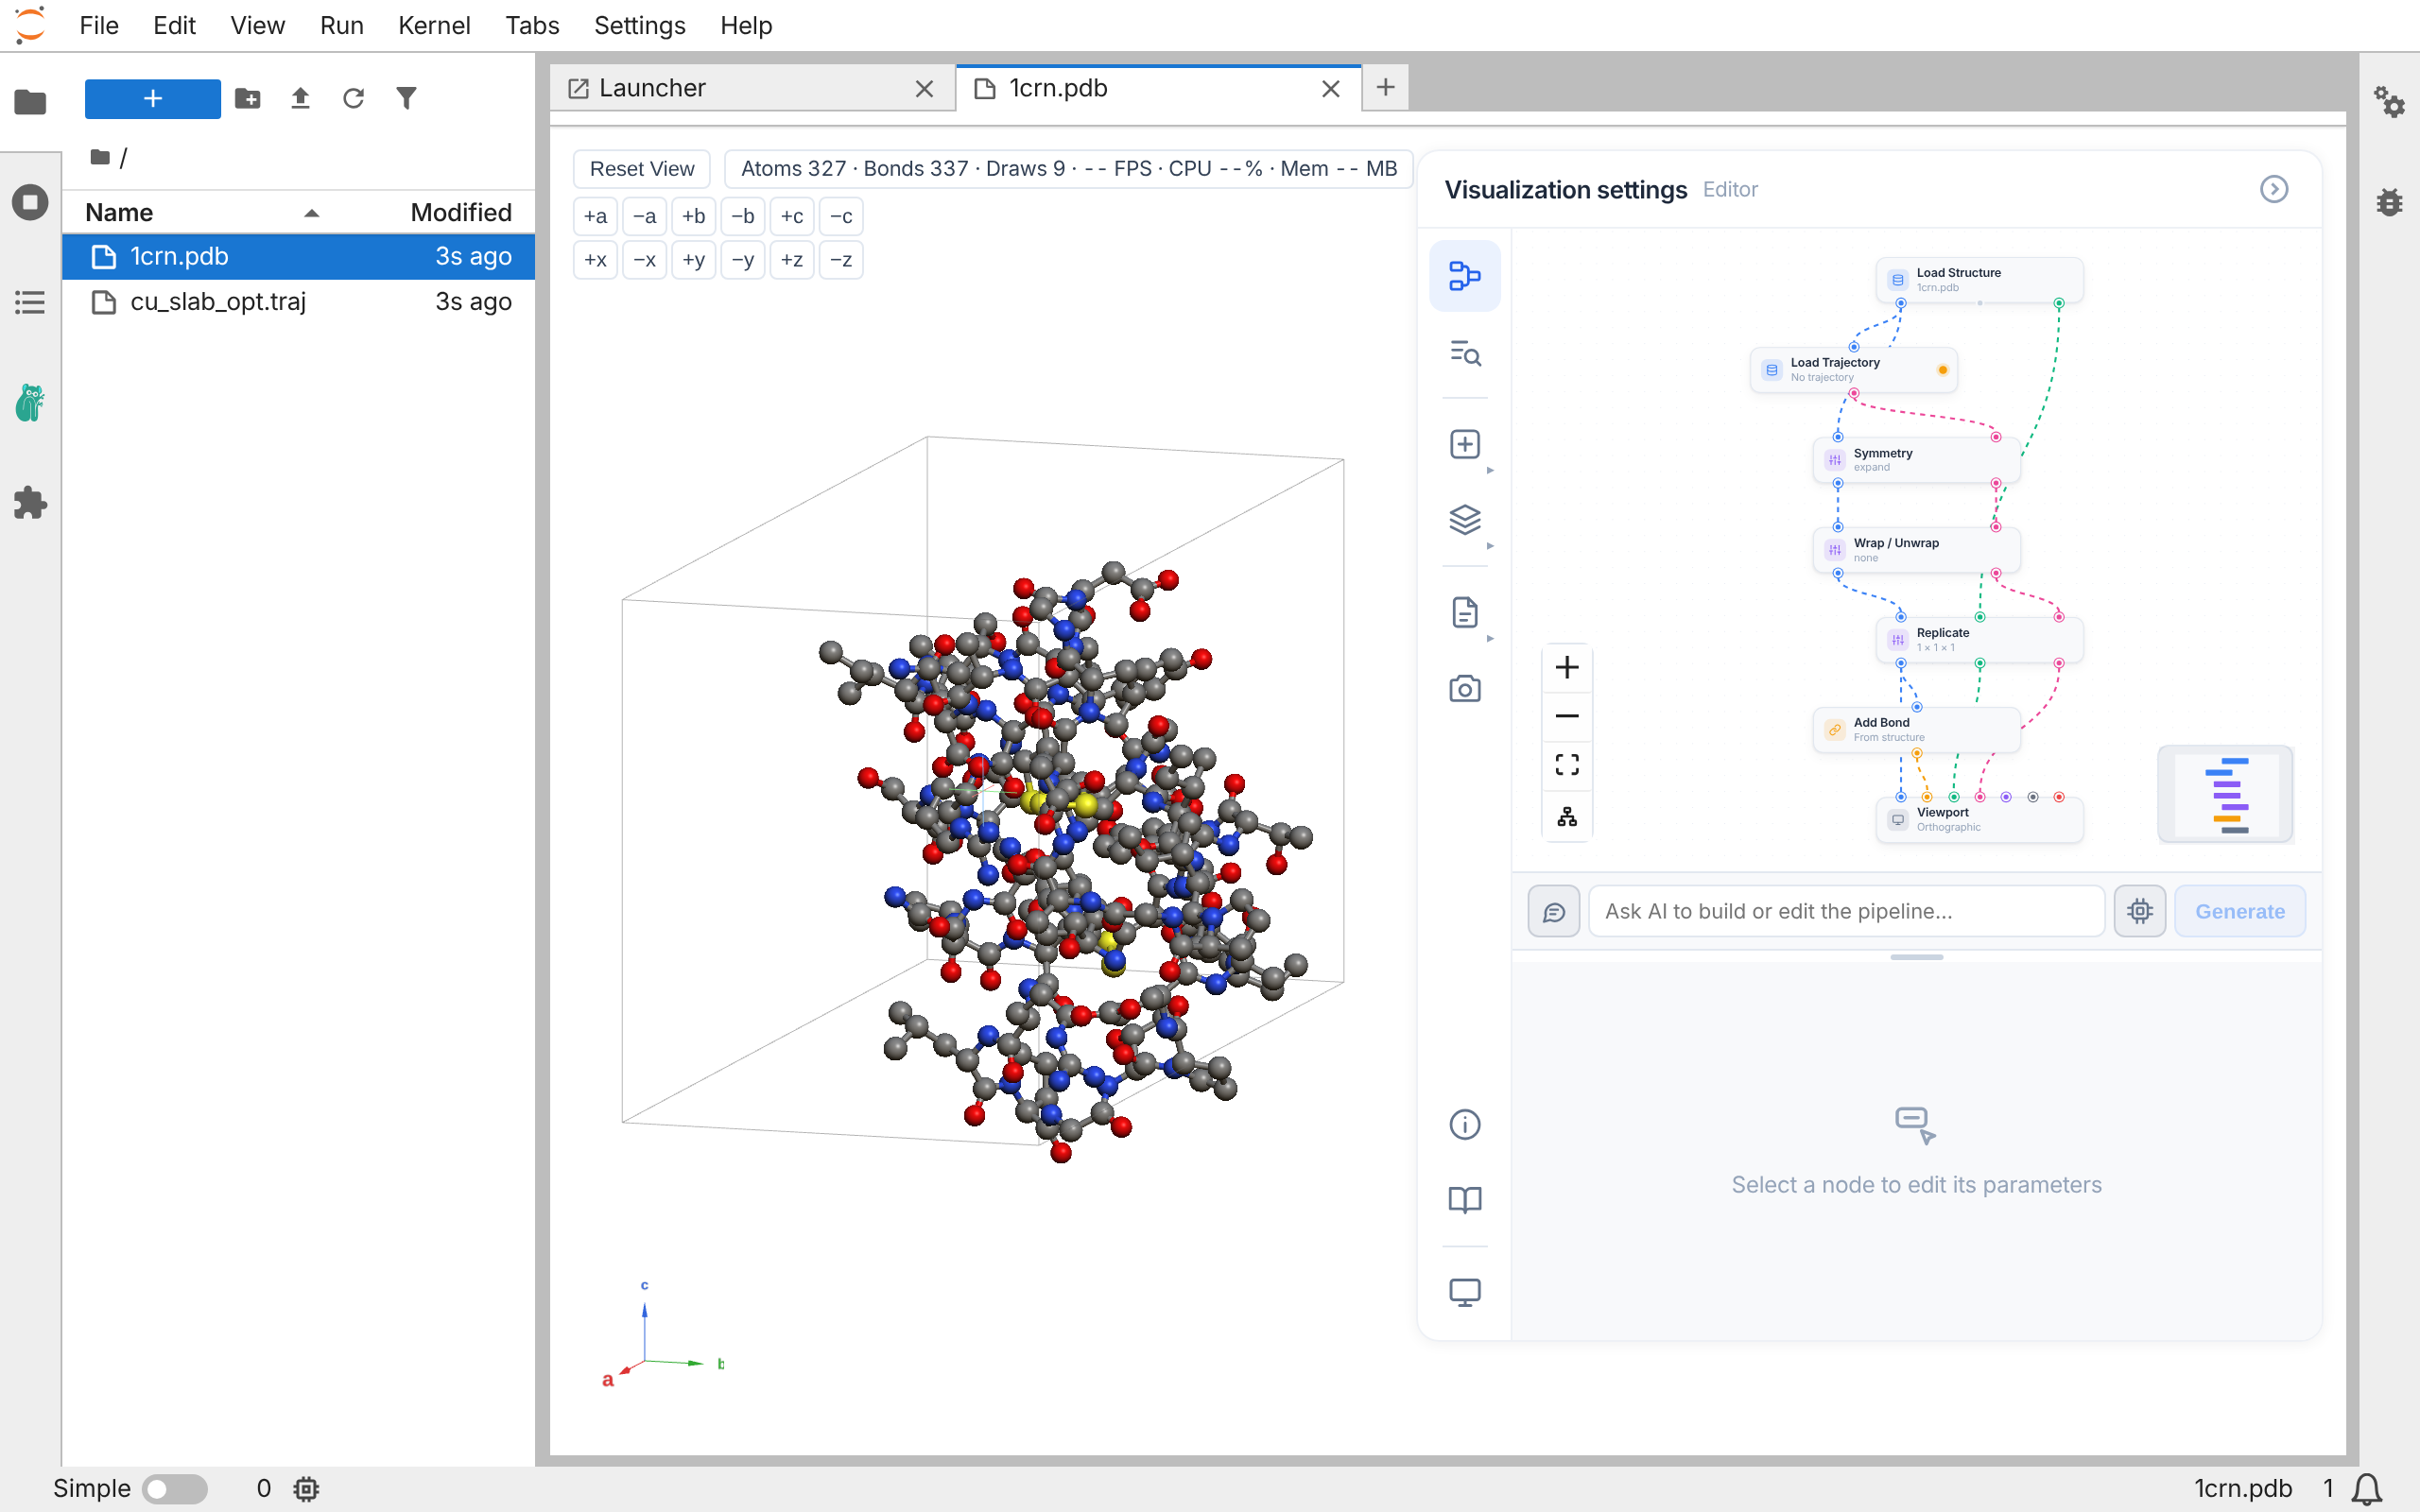 File Edit View Run Kernel Tabs Settings Help
+
/
Name Modified
1crn.pdb 3s ago
cu_slab_opt.traj 3s ago
Launcher
1crn.pdb
Reset View
Atoms 327 · Bonds 337 · Draws 9 · -- FPS · CPU --% · Mem -- MB
+a −a +b −b +c −c
+x −x +y −y +z −z
c
b
a
Visualization settings Editor
Load Structure
1crn.pdb
Load Trajectory
No trajectory
Symmetry
expand
Wrap / Unwrap
none
Replicate
1 × 1 × 1
Add Bond
From structure
Viewport
Orthographic
Ask AI to build or edit the pipeline...
Generate
Select a node to edit its parameters
Simple 0
1crn.pdb 1